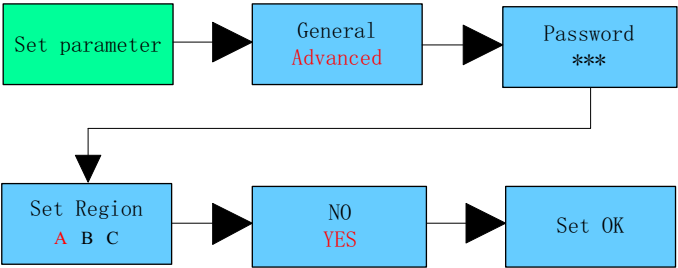 Set parameter
General
Advanced
Password
***
Set Region
A B C
NO
YES
Set OK